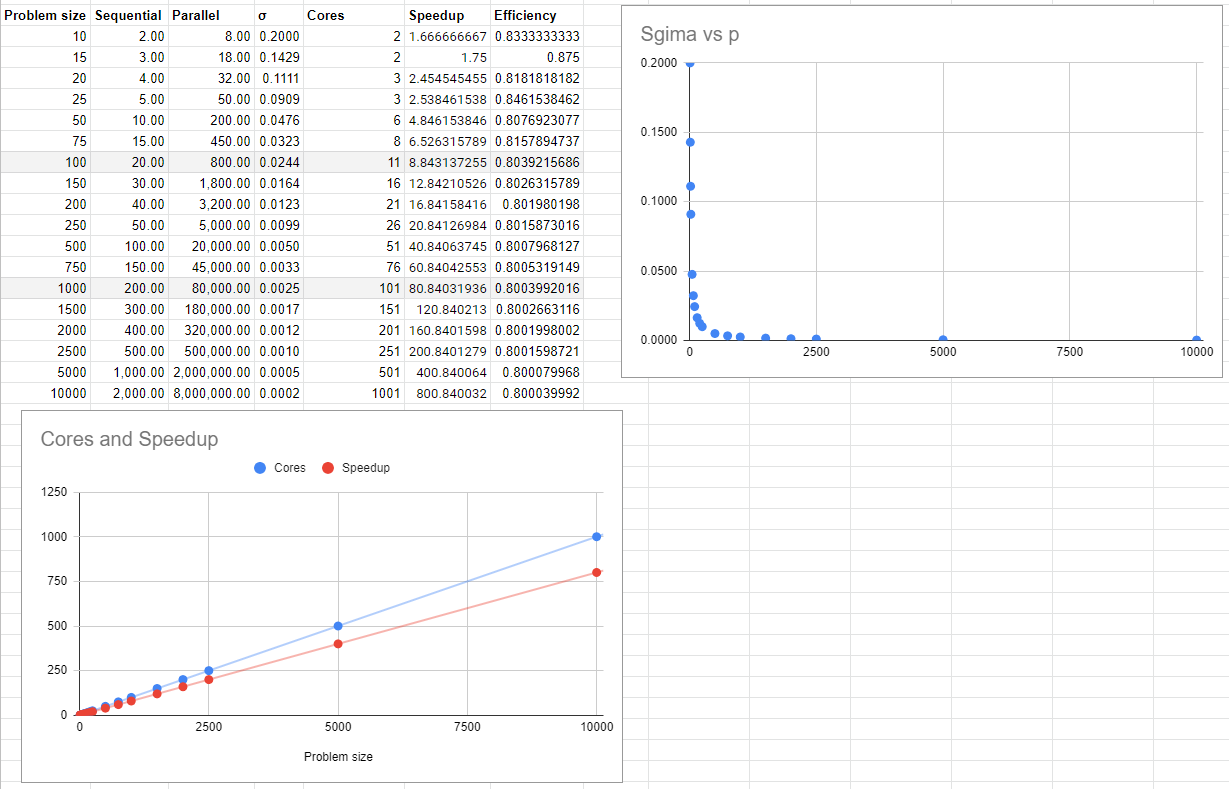 Problem size Sequential Parallel σ Cores Speedup Efficiency
10 2.00 8.00 0.2000 2 1.666666667 0.8333333333
15 3.00 18.00 0.1429 2 1.75 0.875
20 4.00 32.00 0.1111 3 2.454545455 0.8181818182
25 5.00 50.00 0.0909 3 2.538461538 0.8461538462
50 10.00 200.00 0.0476 6 4.846153846 0.8076923077
75 15.00 450.00 0.0323 8 6.526315789 0.8157894737
100 20.00 800.00 0.0244 11 8.843137255 0.8039215686
150 30.00 1,800.00 0.0164 16 12.84210526 0.8026315789
200 40.00 3,200.00 0.0123 21 16.84158416 0.801980198
250 50.00 5,000.00 0.0099 26 20.84126984 0.8015873016
500 100.00 20,000.00 0.0050 51 40.84063745 0.8007968127
750 150.00 45,000.00 0.0033 76 60.84042553 0.8005319149
1000 200.00 80,000.00 0.0025 101 80.84031936 0.8003992016
1500 300.00 180,000.00 0.0017 151 120.840213 0.8002663116
2000 400.00 320,000.00 0.0012 201 160.8401598 0.8001998002
2500 500.00 500,000.00 0.0010 251 200.8401279 0.8001598721
5000 1,000.00 2,000,000.00 0.0005 501 400.840064 0.800079968
10000 2,000.00 8,000,000.00 0.0002 1001 800.840032 0.800039992
Sgima vs p
0.2000
0.1500
0.1000
0.0500
0.0000
0 2500 5000 7500 10000
Cores and Speedup
Cores Speedup
1250
1000
750
500
250
0
0 2500 5000 7500 10000
Problem size